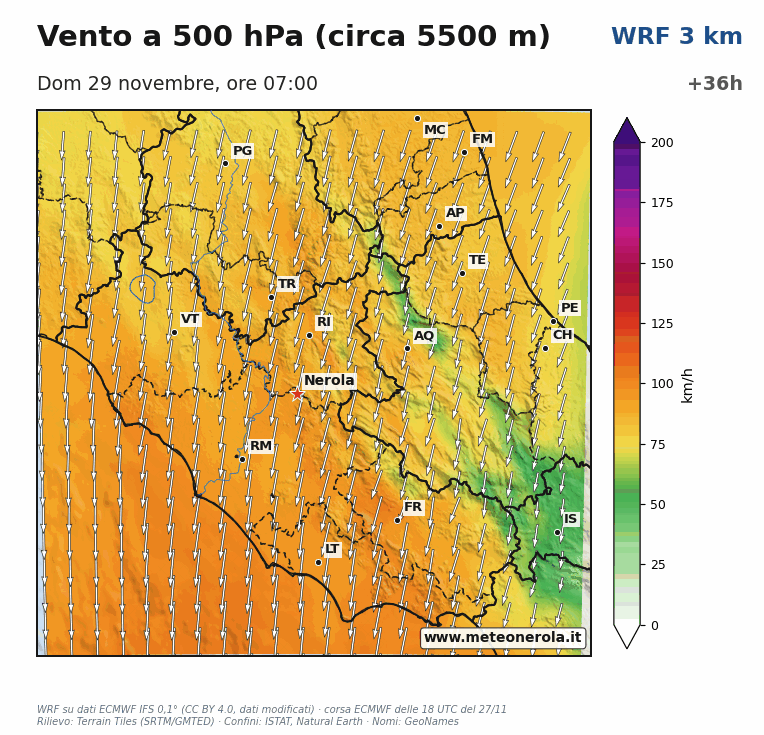 Vento a 500 hPa (circa 5500 m)
WRF 3 km
Dom 29 novembre, ore 07:00
+36h
MC
FM
PG
AP
TE
TR
PE
VT
RI
AQ
CH
Nerola
RM
FR
IS
LT
www.meteonerola.it
200
175
150
125
100
75
50
25
0
km/h
WRF su dati ECMWF IFS 0,1° (CC BY 4.0, dati modificati) · corsa ECMWF delle 18 UTC del 27/11
Rilievo: Terrain Tiles (SRTM/GMTED) · Confini: ISTAT, Natural Earth · Nomi: GeoNames